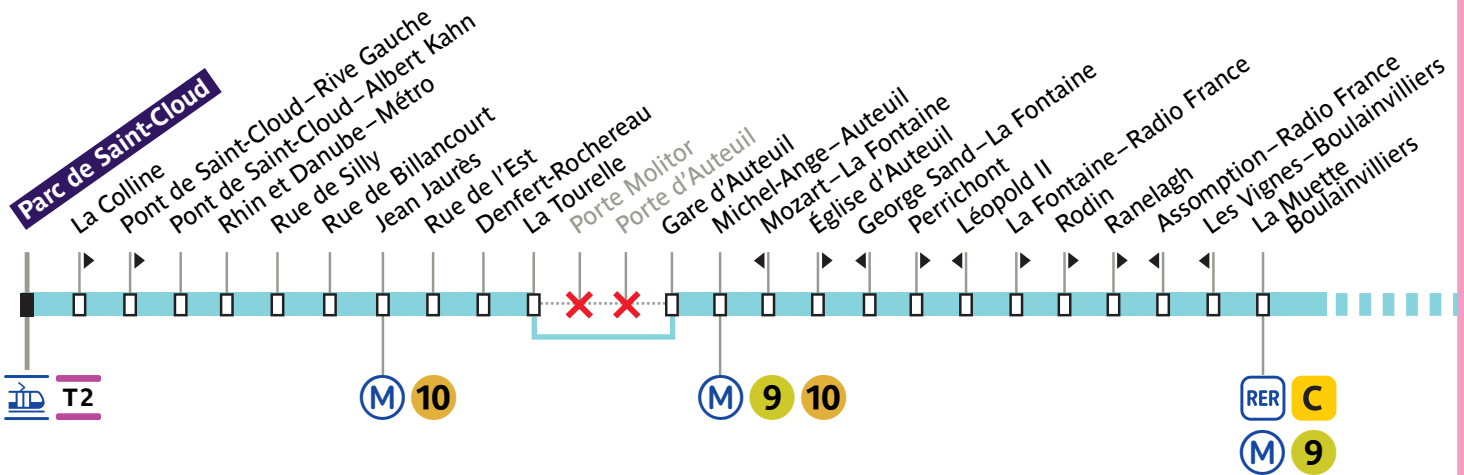 Parc de Saint-Cloud
La Colline
Pont de Saint-Cloud – Rive Gauche
Pont de Saint-Cloud – Albert Kahn
Rhin et Danube – Métro
Rue de Silly
Rue de Billancourt
Jean Jaurès
Rue de l'Est
Denfert-Rochereau
La Tourelle
Porte Molitor
Porte d'Auteuil
Gare d'Auteuil
Michel-Ange – Auteuil
Mozart – La Fontaine
Église d'Auteuil
George Sand – La Fontaine
Perrichont
Léopold II
La Fontaine – Radio France
Rodin
Ranelagh
Assomption – Radio France
Les Vignes – Boulainvilliers
La Muette
Boulainvilliers
T2
M 10
M 9 10
RER C
M 9